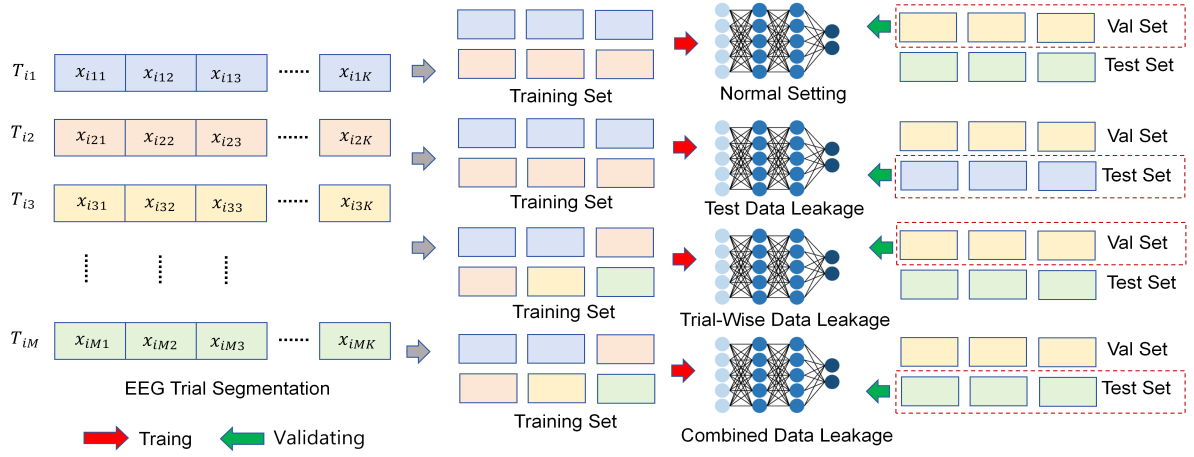 T_{i1} x_{i11} x_{i12} x_{i13} ······ x_{i1K}
T_{i2} x_{i21} x_{i22} x_{i23} ······ x_{i2K}
T_{i3} x_{i31} x_{i32} x_{i33} ······ x_{i3K}
T_{iM} x_{iM1} x_{iM2} x_{iM3} ······ x_{iMK}
EEG Trial Segmentation
Traing
Validating
Training Set
Normal Setting
Val Set
Test Set
Training Set
Test Data Leakage
Val Set
Test Set
Training Set
Trial-Wise Data Leakage
Val Set
Test Set
Training Set
Combined Data Leakage
Val Set
Test Set